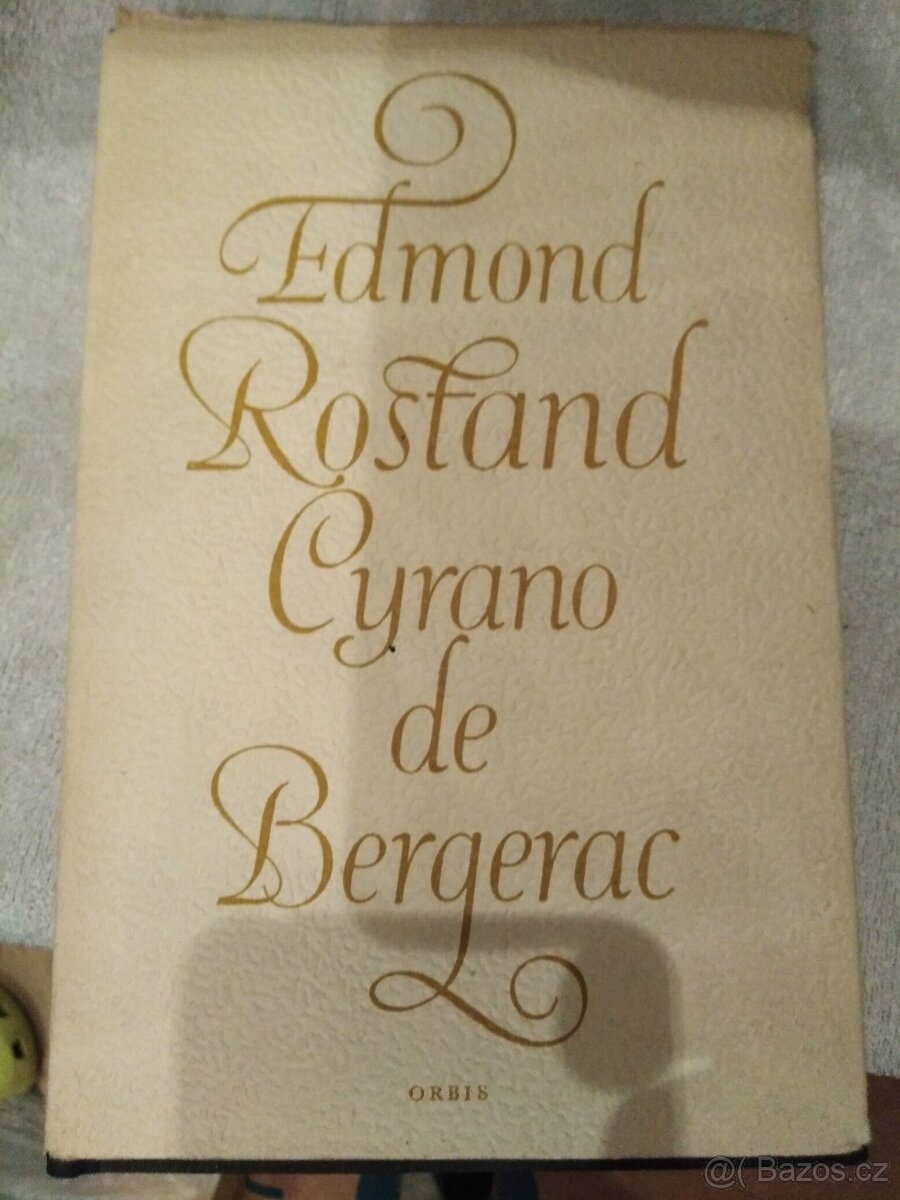 Edmond
Rostand
Cyrano
de
Bergerac
ORBIS
@( Bazos.cz